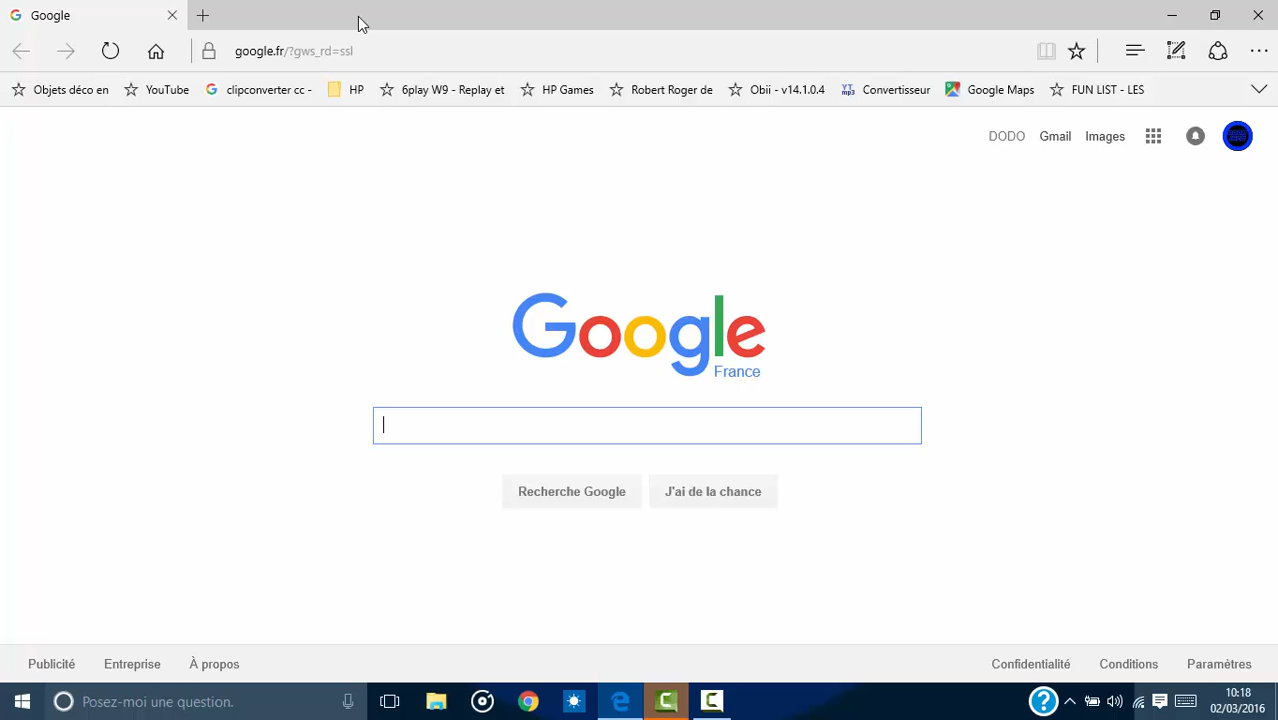 Google
google.fr/?gws_rd=ssl
Objets déco en YouTube clipconverter cc - HP 6play W9 - Replay et HP Games Robert Roger de Obii - v14.1.0.4 Convertisseur Google Maps FUN LIST - LES
DODO Gmail Images
Google
France
Recherche Google J'ai de la chance
Publicité Entreprise À propos Confidentialité Conditions Paramètres
Posez-moi une question. 10:18
02/03/2016